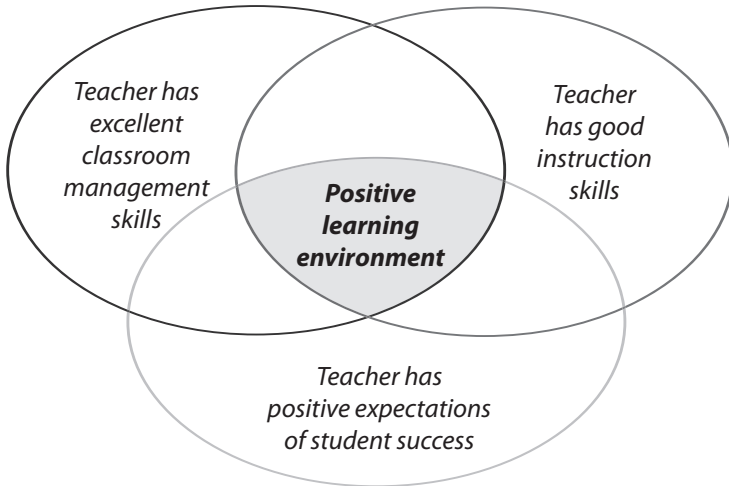 Teacher has
excellent
classroom
management
skills
Teacher
has good
instruction
skills
Positive
learning
environment
Teacher has
positive expectations
of student success